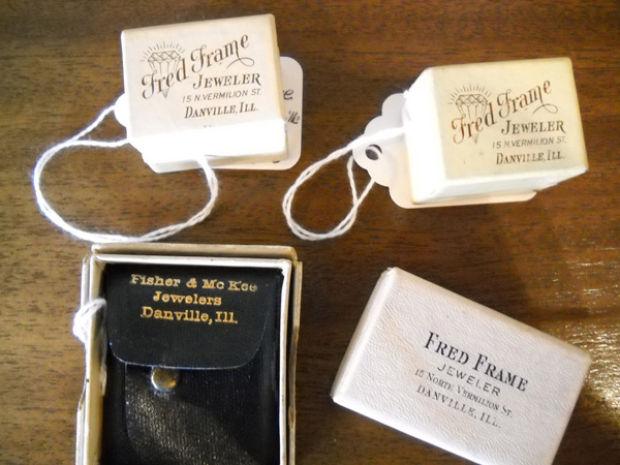 Fred Frame
JEWELER
15 N. VERMILION ST.
DANVILLE, ILL.
Fred Frame
JEWELER
15 N. VERMILION ST.
DANVILLE, ILL.
Fisher & McKee
Jewelers
Danville, Ill.
FRED FRAME
JEWELER
15 NORTH VERMILION ST.
DANVILLE, ILL.